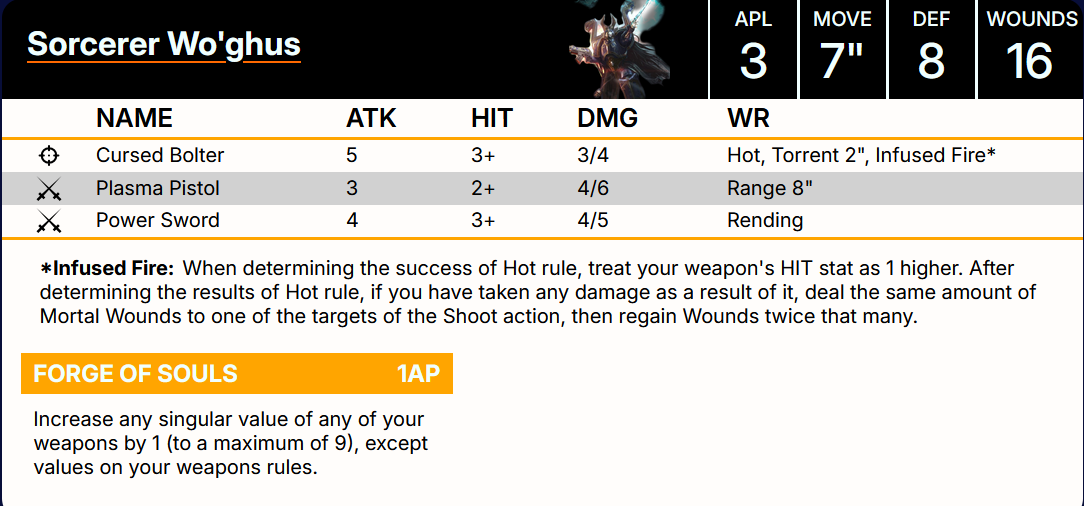 Sorcerer Wo'ghus
APL MOVE DEF WOUNDS
3 7" 8 16
NAME ATK HIT DMG WR
Cursed Bolter 5 3+ 3/4 Hot, Torrent 2", Infused Fire*
Plasma Pistol 3 2+ 4/6 Range 8"
Power Sword 4 3+ 4/5 Rending
*Infused Fire: When determining the success of Hot rule, treat your weapon's HIT stat as 1 higher. After
determining the results of Hot rule, if you have taken any damage as a result of it, deal the same amount of
Mortal Wounds to one of the targets of the Shoot action, then regain Wounds twice that many.
FORGE OF SOULS 1AP
Increase any singular value of any of your
weapons by 1 (to a maximum of 9), except
values on your weapons rules.